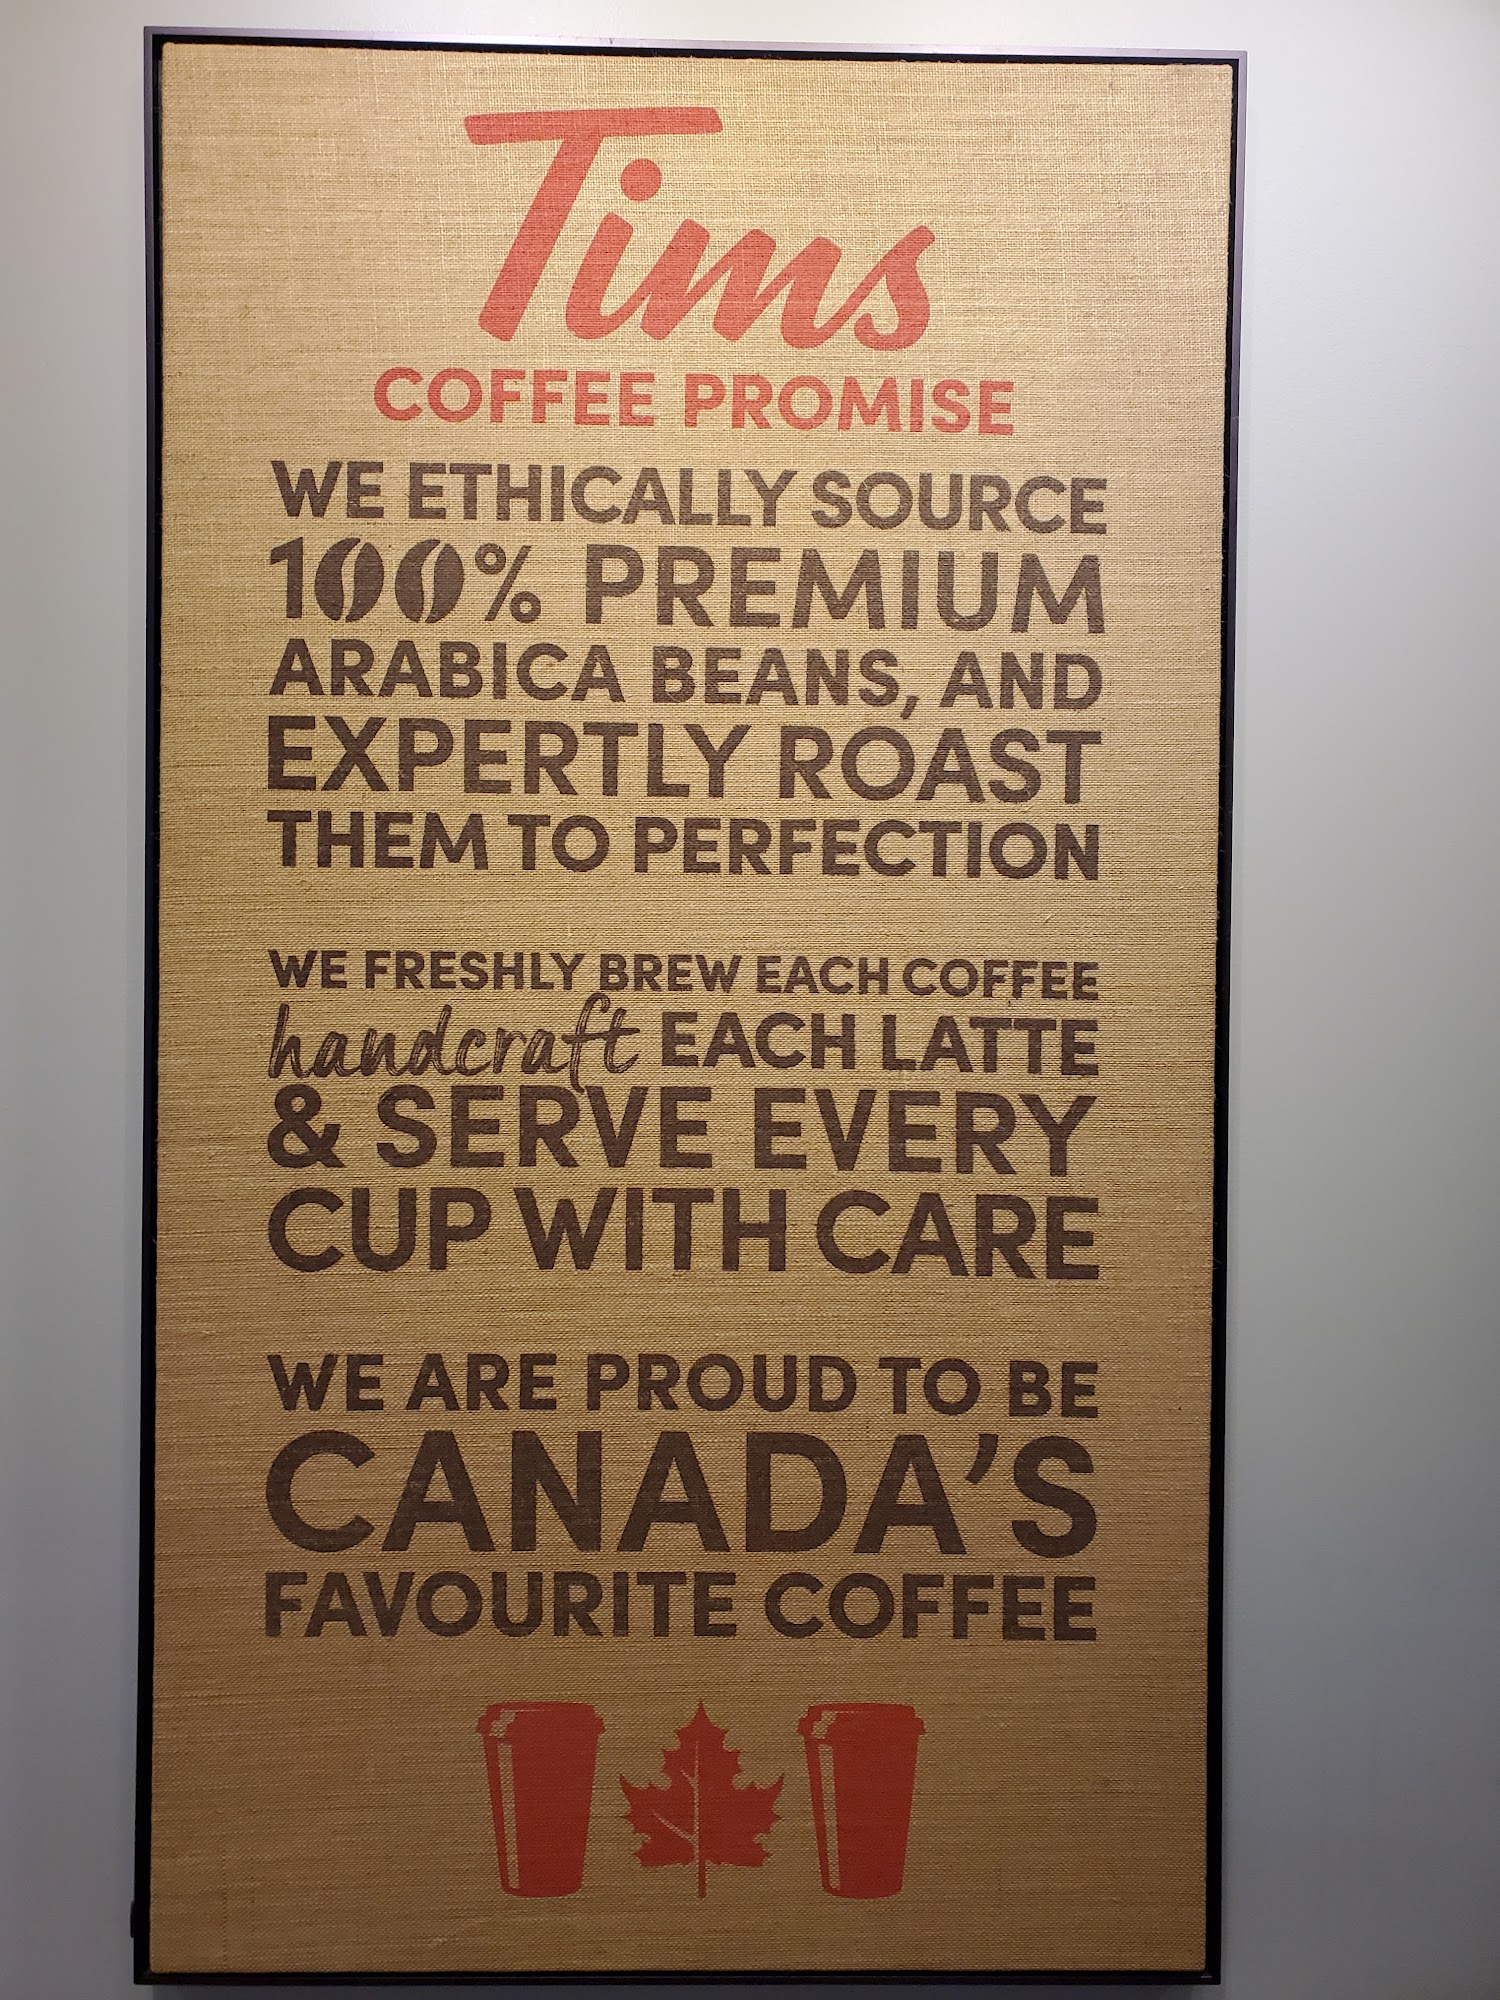 Tims
COFFEE PROMISE
WE ETHICALLY SOURCE
100% PREMIUM
ARABICA BEANS, AND
EXPERTLY ROAST
THEM TO PERFECTION
WE FRESHLY BREW EACH COFFEE
handcraft EACH LATTE
& SERVE EVERY
CUP WITH CARE
WE ARE PROUD TO BE
CANADA'S
FAVOURITE COFFEE